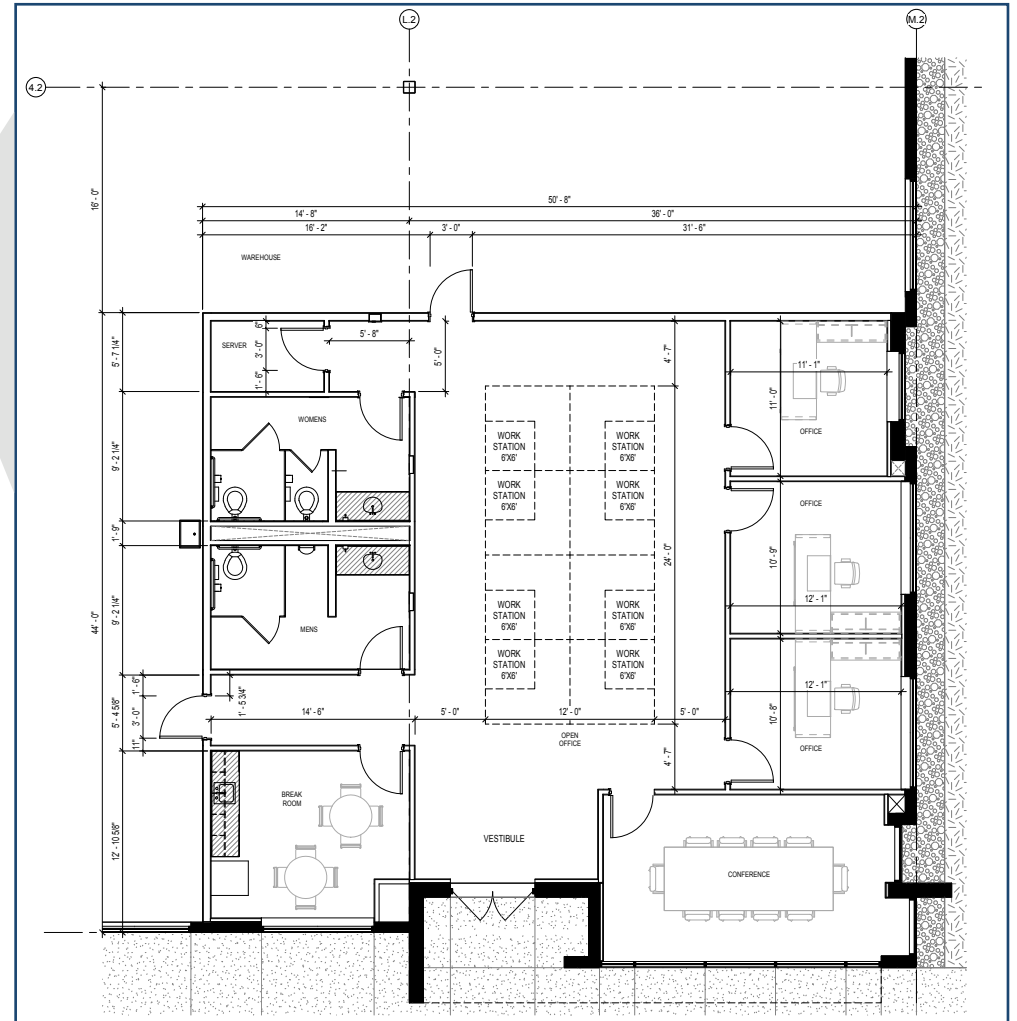 L.2
M.2
4.2
16' - 0"
50' - 8"
14' - 8"
36' - 0"
16' - 2"
3' - 0"
31' - 6"
WAREHOUSE
5' - 7 1/4"
SERVER
6"
3' - 0"
1' - 6"
5' - 8"
5' - 0"
4' - 7"
11' - 1"
11' - 0"
OFFICE
WOMENS
9' - 2 1/4"
WORK
STATION
6'X6'
WORK
STATION
6'X6'
WORK
STATION
6'X6'
WORK
STATION
6'X6'
OFFICE
1' - 9"
10' - 9"
24' - 0"
12' - 1"
44' - 0"
9' - 2 1/4"
MENS
WORK
STATION
6'X6'
WORK
STATION
6'X6'
WORK
STATION
6'X6'
WORK
STATION
6'X6'
1' - 6"
1' - 5 3/4"
5' - 4 5/8"
3' - 0"
11"
14' - 6"
5' - 0"
12' - 0"
5' - 0"
12' - 1"
10' - 8"
OFFICE
OPEN
OFFICE
4' - 7"
BREAK
ROOM
12' - 10 5/8"
VESTIBULE
CONFERENCE